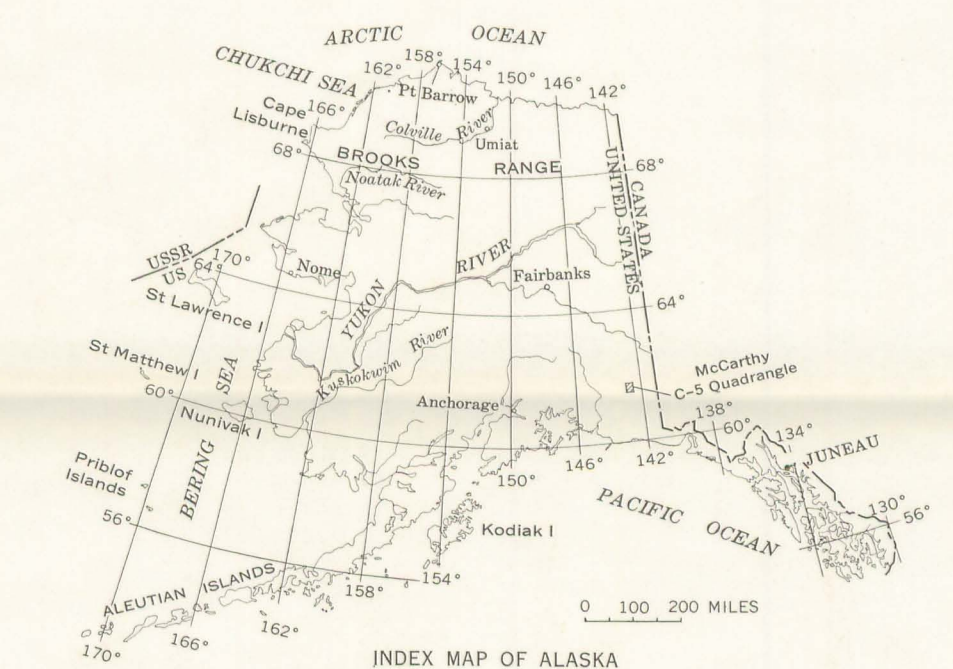 ARCTIC OCEAN
CHUKCHI SEA
162° 158° 154° 150° 146° 142°
Pt Barrow
Cape
Lisburne
166°
Colville River
Umiat
68°
BROOKS RANGE
68°
Noatak River
UNITED STATES
CANADA
USSR
US
170°
64°
Nome
YUKON RIVER
Fairbanks
64°
St Lawrence I
St Matthew I
Kuskokwim River
McCarthy
C-5 Quadrangle
BERING SEA
60°
Nunivak I
Anchorage
138°
60°
134°
JUNEAU
146° 142°
150°
Priblof
Islands
PACIFIC OCEAN
130°
56°
56°
Kodiak I
154°
158°
ALEUTIAN ISLANDS
162°
166°
170°
0 100 200 MILES
INDEX MAP OF ALASKA